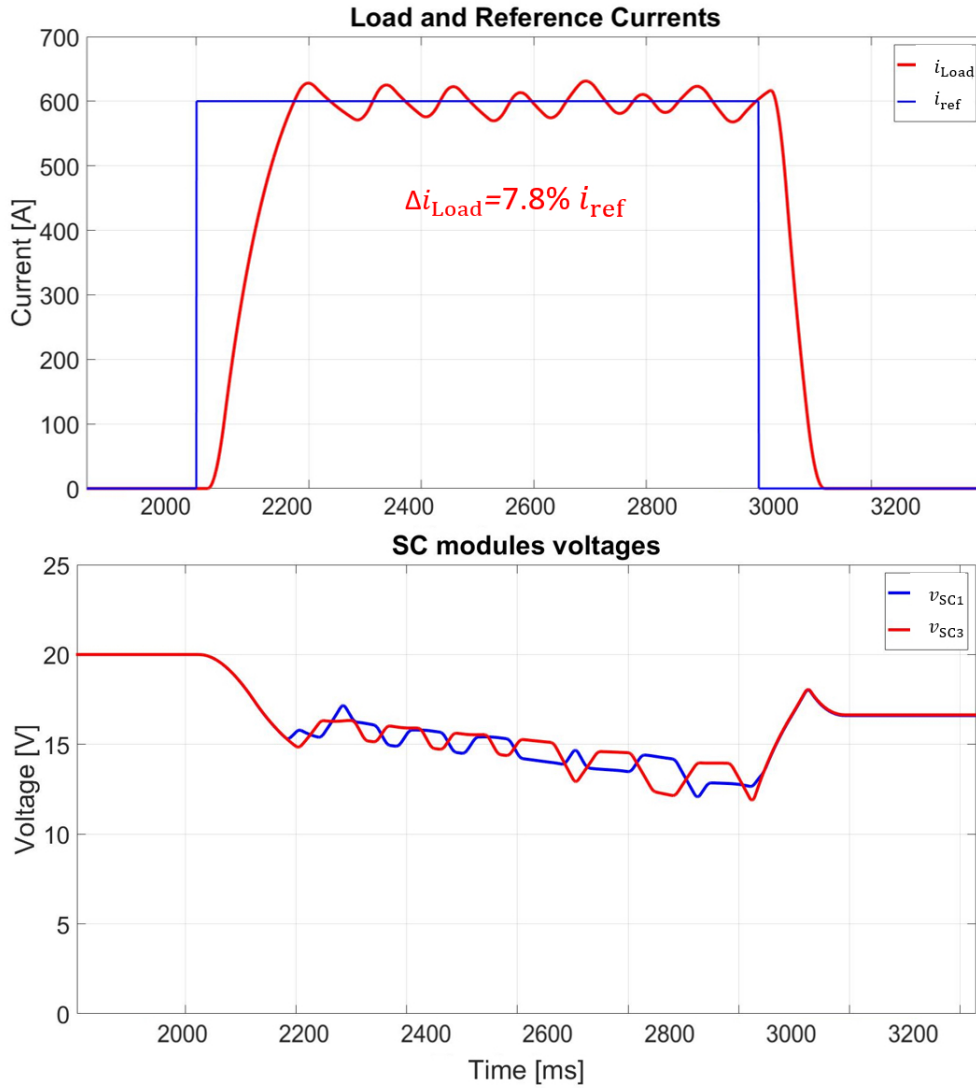 Load and Reference Currents
700
600
500
400
300
200
100
0
Current [A]
i_Load
i_ref
Δi_Load=7.8% i_ref
2000 2200 2400 2600 2800 3000 3200
SC modules voltages
25
20
15
10
5
0
Voltage [V]
v_SC1
v_SC3
2000 2200 2400 2600 2800 3000 3200
Time [ms]